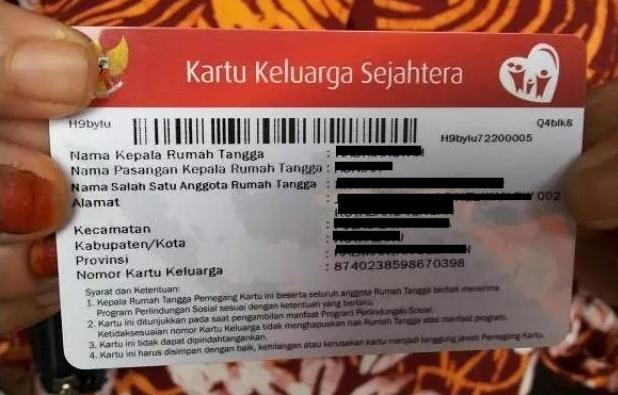 Kartu Keluarga Sejahtera
H9bylu
Q4blk8
H9bylu72200005
Nama Kepala Rumah Tangga :
Nama Pasangan Kepala Rumah Tangga :
Nama Salah Satu Anggota Rumah Tangga :
Alamat : 002
Kecamatan :
Kabupaten/Kota :
Provinsi :
Nomor Kartu Keluarga : 8740238598670398
Syarat dan Ketentuan:
1. Kepala Rumah Tangga Pemegang Kartu ini beserta seluruh anggota Rumah Tangga berhak menerima
Program Perlindungan Sosial sesuai dengan ketentuan yang berlaku.
2. Kartu ini ditunjukkan pada saat pengambilan manfaat Program Perlindungan Sosial.
Ketidaksesuaian nomor Kartu Keluarga tidak menghapuskan hak Rumah Tangga atas manfaat program.
3. Kartu ini tidak dapat dipindahtangankan.
4. Kartu ini harus disimpan dengan baik, kehilangan atau kerusakan kartu menjadi tanggung jawab Pemegang Kartu.